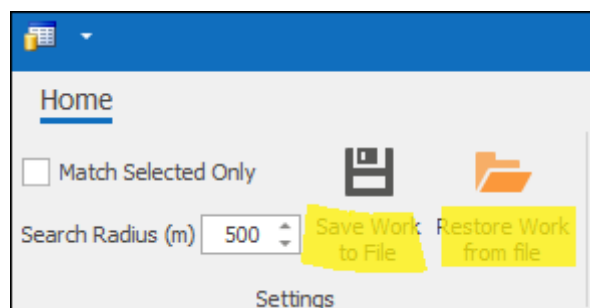 Home
Match Selected Only
Search Radius (m) 500
Save Work
to File
Restore Work
from file
Settings